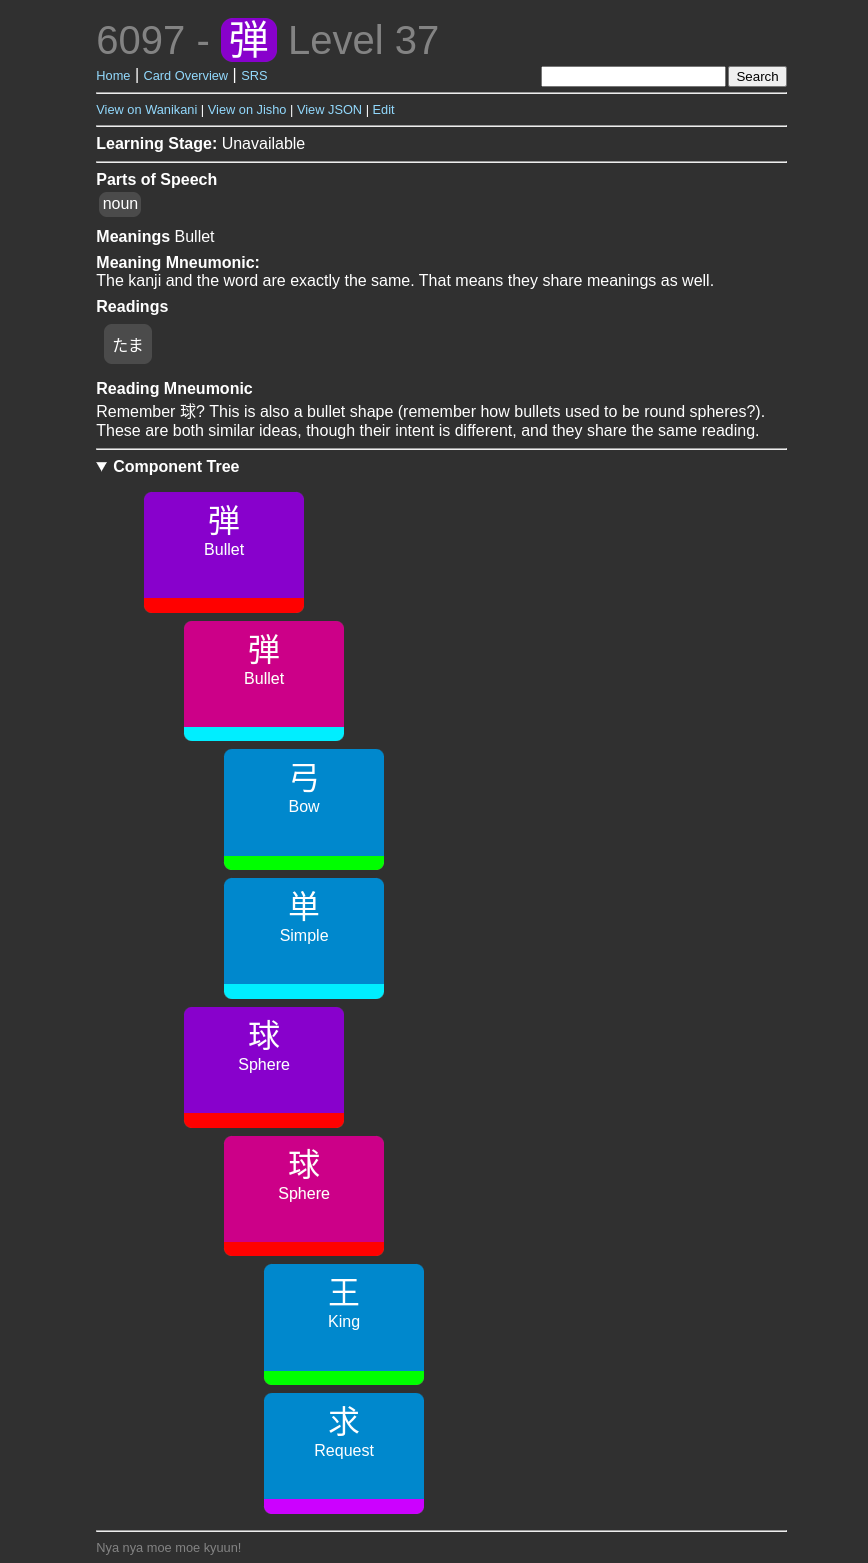 6097 - 弾 Level 37
Home | Card Overview | SRS Search
View on Wanikani | View on Jisho | View JSON | Edit
Learning Stage: Unavailable
Parts of Speech
noun
Meanings Bullet
Meaning Mneumonic:
The kanji and the word are exactly the same. That means they share meanings as well.
Readings
たま
Reading Mneumonic
Remember 球? This is also a bullet shape (remember how bullets used to be round spheres?).
These are both similar ideas, though their intent is different, and they share the same reading.
▼ Component Tree
弾
Bullet
弾
Bullet
弓
Bow
単
Simple
球
Sphere
球
Sphere
王
King
求
Request
Nya nya moe moe kyuun!